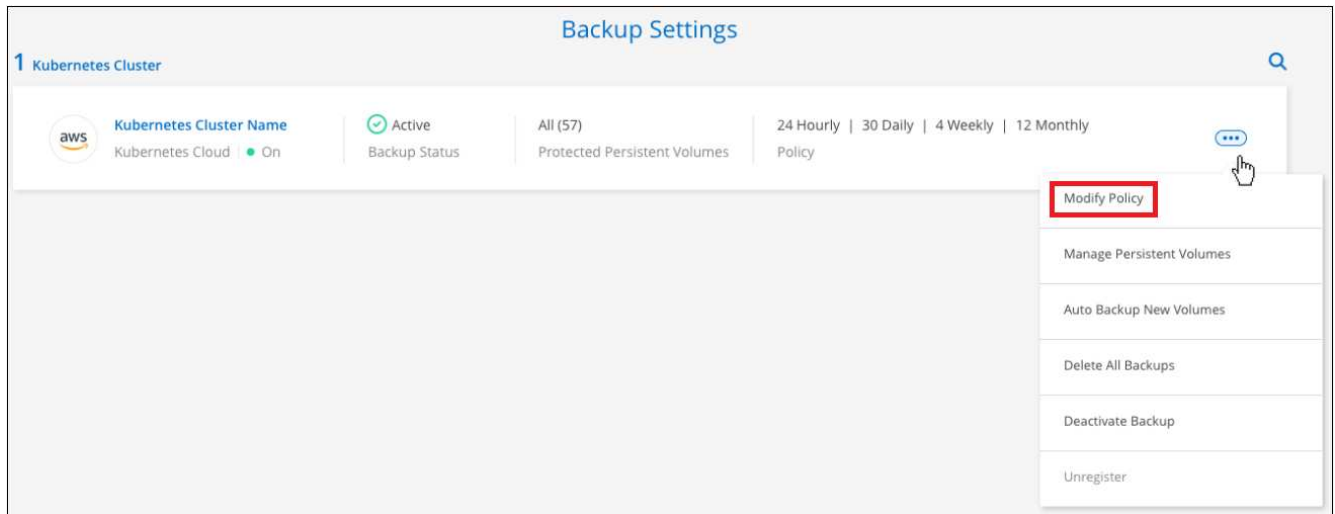 Backup Settings
1 Kubernetes Cluster
aws
Kubernetes Cluster Name
Kubernetes Cloud
On
Active
Backup Status
All (57)
Protected Persistent Volumes
24 Hourly | 30 Daily | 4 Weekly | 12 Monthly
Policy
Modify Policy
Manage Persistent Volumes
Auto Backup New Volumes
Delete All Backups
Deactivate Backup
Unregister